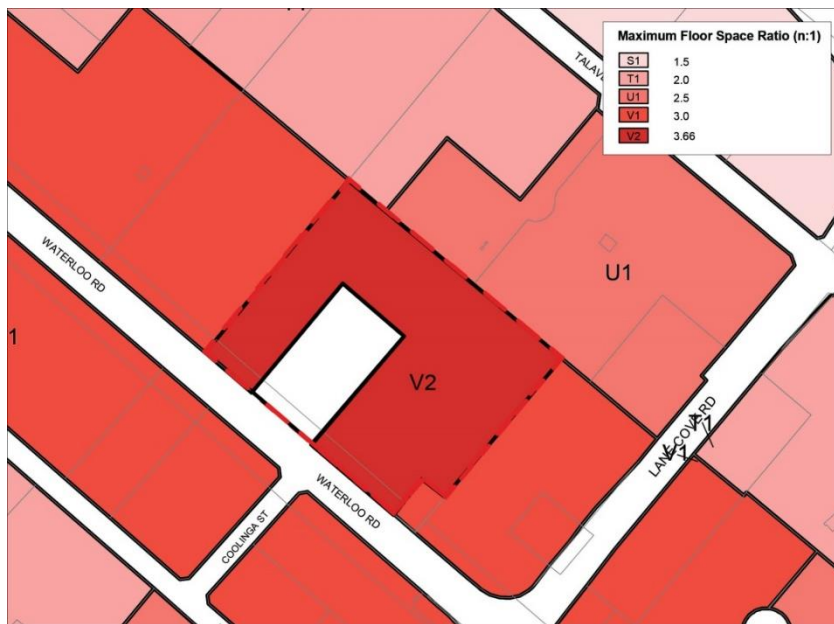 Maximum Floor Space Ratio (n:1)
S1 1.5
T1 2.0
U1 2.5
V1 3.0
V2 3.66
WATERLOO RD
U1
1
V2
LANE COVE RD
WATERLOO RD
COOLINGA ST